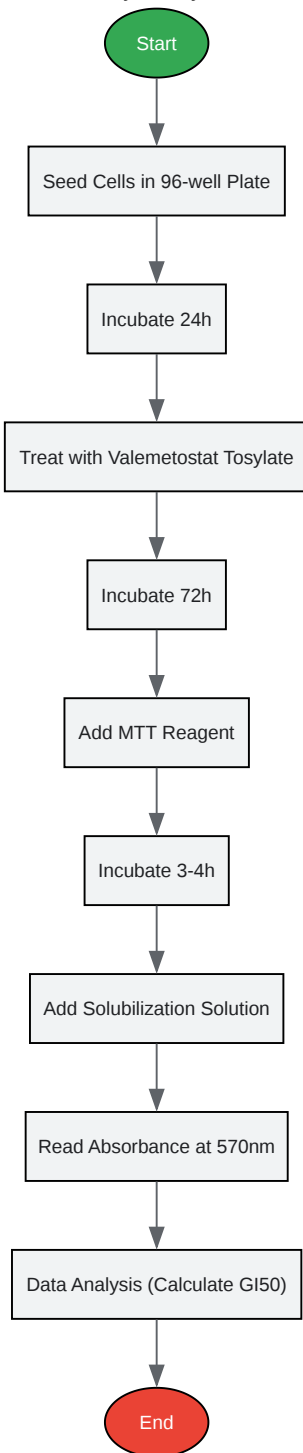 Start
Seed Cells in 96-well Plate
Incubate 24h
Treat with Valemetostat Tosylate
Incubate 72h
Add MTT Reagent
Incubate 3-4h
Add Solubilization Solution
Read Absorbance at 570nm
Data Analysis (Calculate GI50)
End